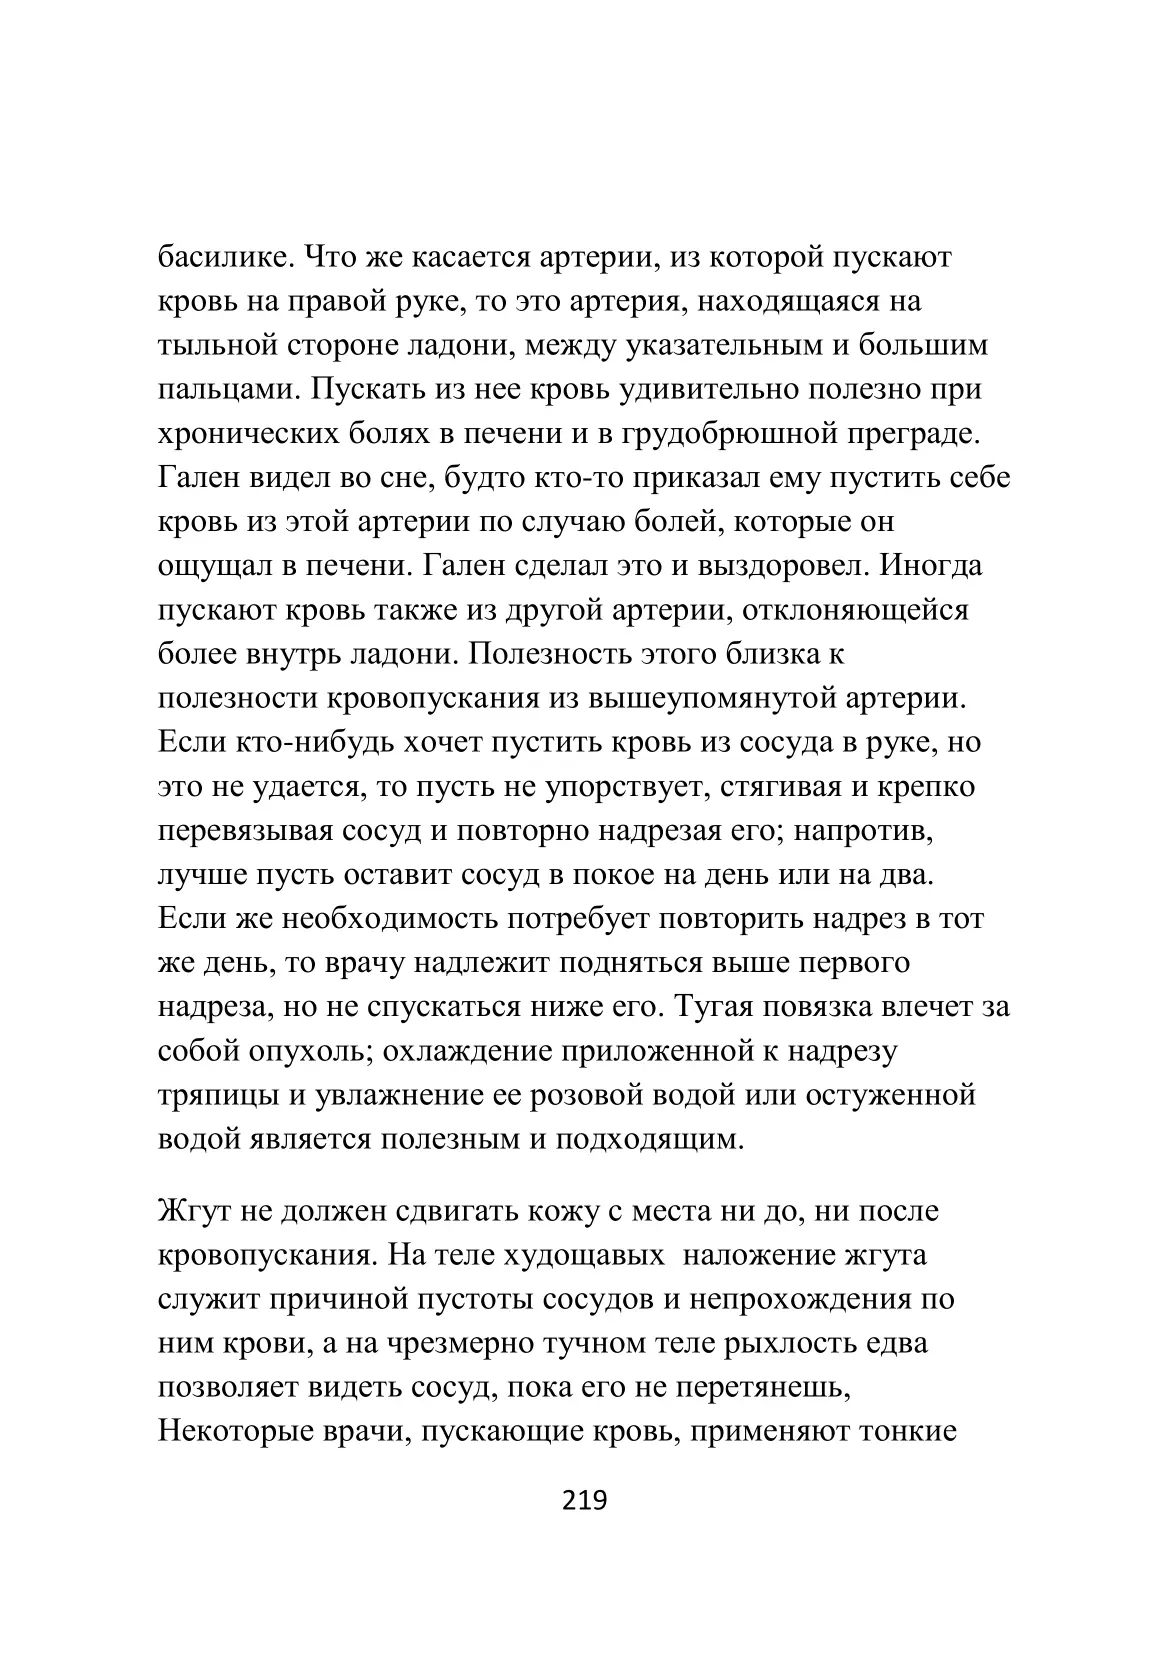 басилике. Что же касается артерии, из которой пускают
кровь на правой руке, то это артерия, находящаяся на
тыльной стороне ладони, между указательным и большим
пальцами. Пускать из нее кровь удивительно полезно при
хронических болях в печени и в грудобрюшной преграде.
Гален видел во сне, будто кто-то приказал ему пустить себе
кровь из этой артерии по случаю болей, которые он
ощущал в печени. Гален сделал это и выздоровел. Иногда
пускают кровь также из другой артерии, отклоняющейся
более внутрь ладони. Полезность этого близка к
полезности кровопускания из вышеупомянутой артерии.
Если кто-нибудь хочет пустить кровь из сосуда в руке, но
это не удается, то пусть не упорствует, стягивая и крепко
перевязывая сосуд и повторно надрезая его; напротив,
лучше пусть оставит сосуд в покое на день или на два.
Если же необходимость потребует повторить надрез в тот
же день, то врачу надлежит подняться выше первого
надреза, но не спускаться ниже его. Тугая повязка влечет за
собой опухоль; охлаждение приложенной к надрезу
тряпицы и увлажнение ее розовой водой или остуженной
водой является полезным и подходящим.
Жгут не должен сдвигать кожу с места ни до, ни после
кровопускания. На теле худощавых  наложение жгута
служит причиной пустоты сосудов и непрохождения по
ним крови, а на чрезмерно тучном теле рыхлость едва
позволяет видеть сосуд, пока его не перетянешь,
Некоторые врачи, пускающие кровь, применяют тонкие
219